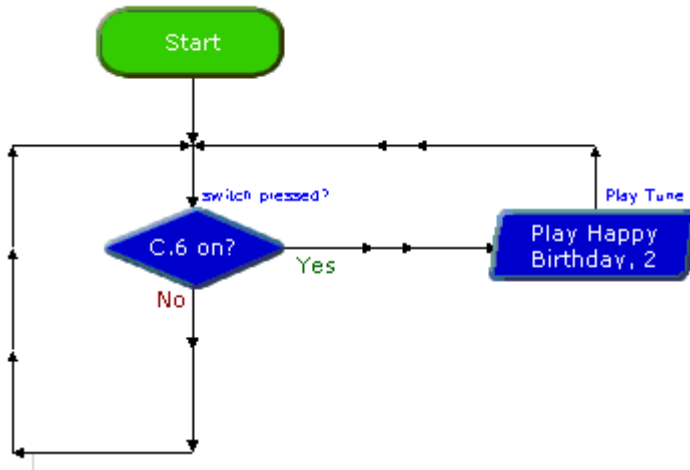 Start
switch pressed?
Play Tune
C.6 on?
Play Happy
Birthday, 2
Yes
No